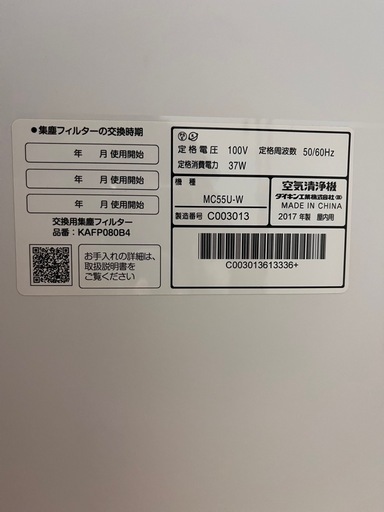 ●集塵フィルターの交換時期
年 月 使用開始
年 月 使用開始
年 月 使用開始
交換用集塵フィルター
品番：KAFP080B4
お手入れの詳細は、
取扱説明書を
ご覧ください
定格電圧 100V 定格周波数 50/60Hz
定格消費電力 37W
機種 MC55U-W
製造番号 C003013
空気清浄機
ダイキン工業株式会社
MADE IN CHINA
2017 年製 屋内用
C003013613336+